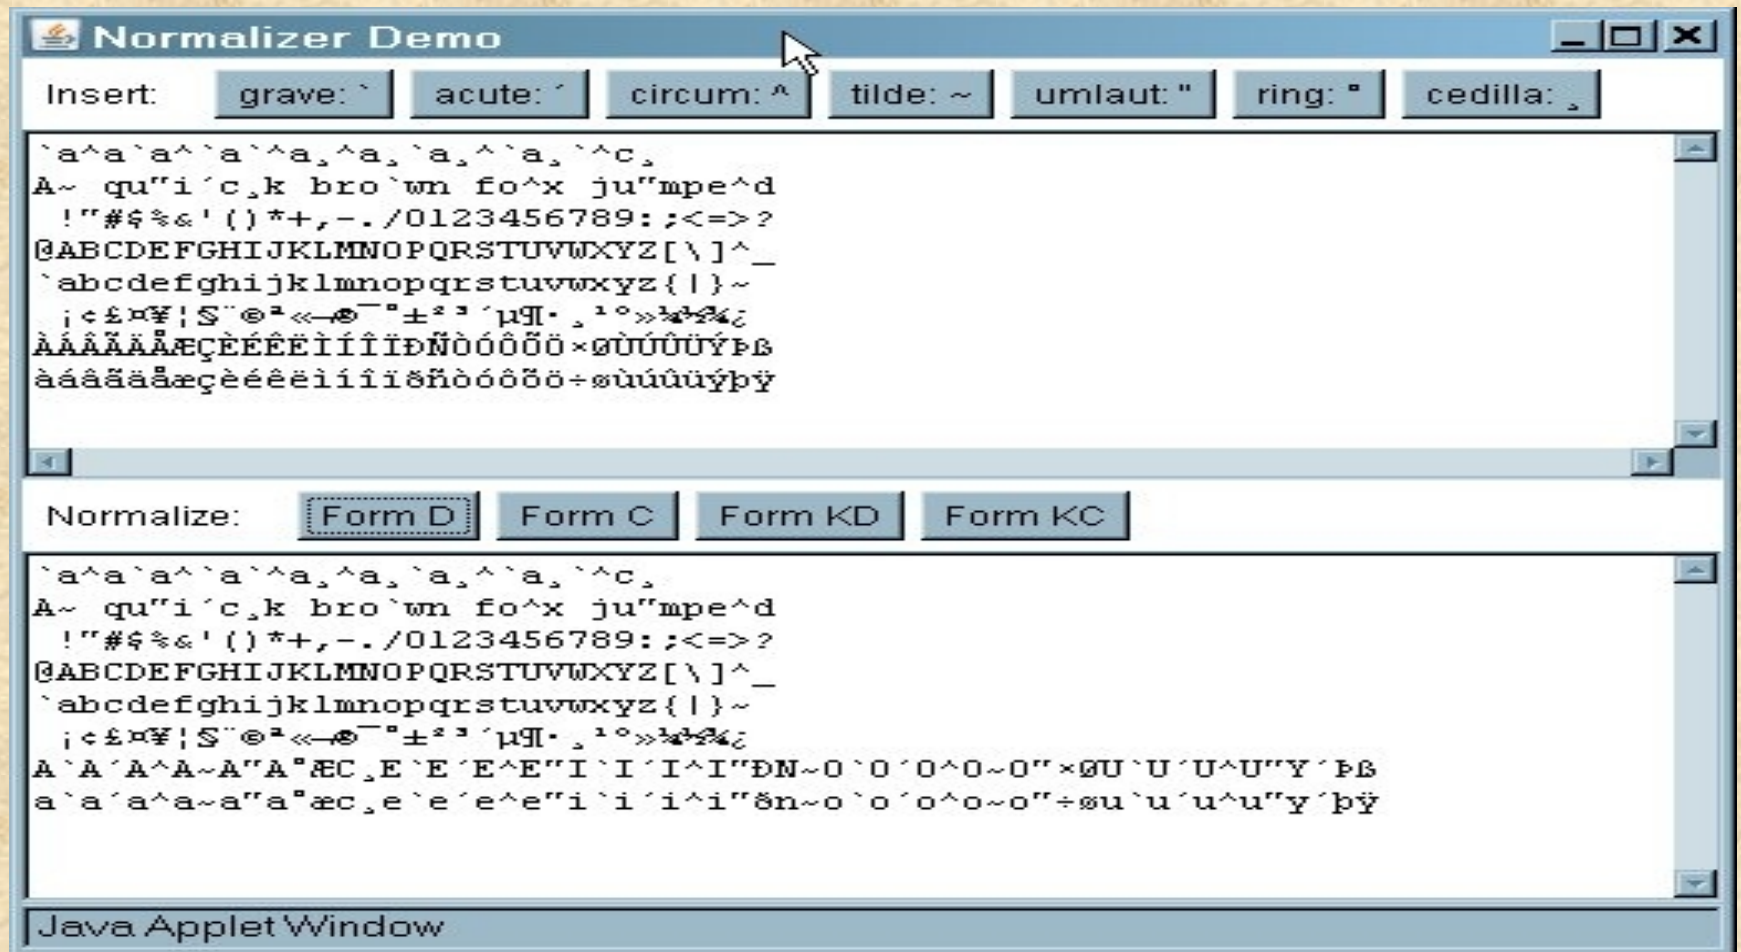 Normalizer Demo
Insert: grave: ` acute: ´ circum: ^ tilde: ~ umlaut: " ring: ° cedilla: ¸
`a^a`a^`a`^a¸^a¸`a¸^`a¸`^c¸
A~ qu"i´c¸k bro`wn fo^x ju"mpe^d
!"#$%&'()*+,-./0123456789:;<=>?
@ABCDEFGHIJKLMNOPQRSTUVWXYZ[\]^_
`abcdefghijklmnopqrstuvwxyz{|}~
¡¢£¤¥¦§¨©ª«¬®¯°±²³´µ¶·¸¹º»¼½¾¿
ÀÁÂÃÄÅÆÇÈÉÊËÌÍÎÏÐÑÒÓÔÕÖ×ØÙÚÛÜÝÞß
àáâãäåæçèéêëìíîïðñòóôõö÷øùúûüýþÿ
Normalize: Form D Form C Form KD Form KC
`a^a`a^`a`^a¸^a¸`a¸^`a¸`^c¸
A~ qu"i´c¸k bro`wn fo^x ju"mpe^d
!"#$%&'()*+,-./0123456789:;<=>?
@ABCDEFGHIJKLMNOPQRSTUVWXYZ[\]^_
`abcdefghijklmnopqrstuvwxyz{|}~
¡¢£¤¥¦§¨©ª«¬®¯°±²³´µ¶·¸¹º»¼½¾¿
A`A´A^A~A"A°ÆC¸E`E´E^E"I`I´I^I"ÐN~O`O´O^O~O"×ØU`U´U^U"Y´Þß
a`a´a^a~a"a°æc¸e`e´e^e"i`i´i^i"ðn~o`o´o^o~o"÷øu`u´u^u"y´þÿ
Java Applet Window